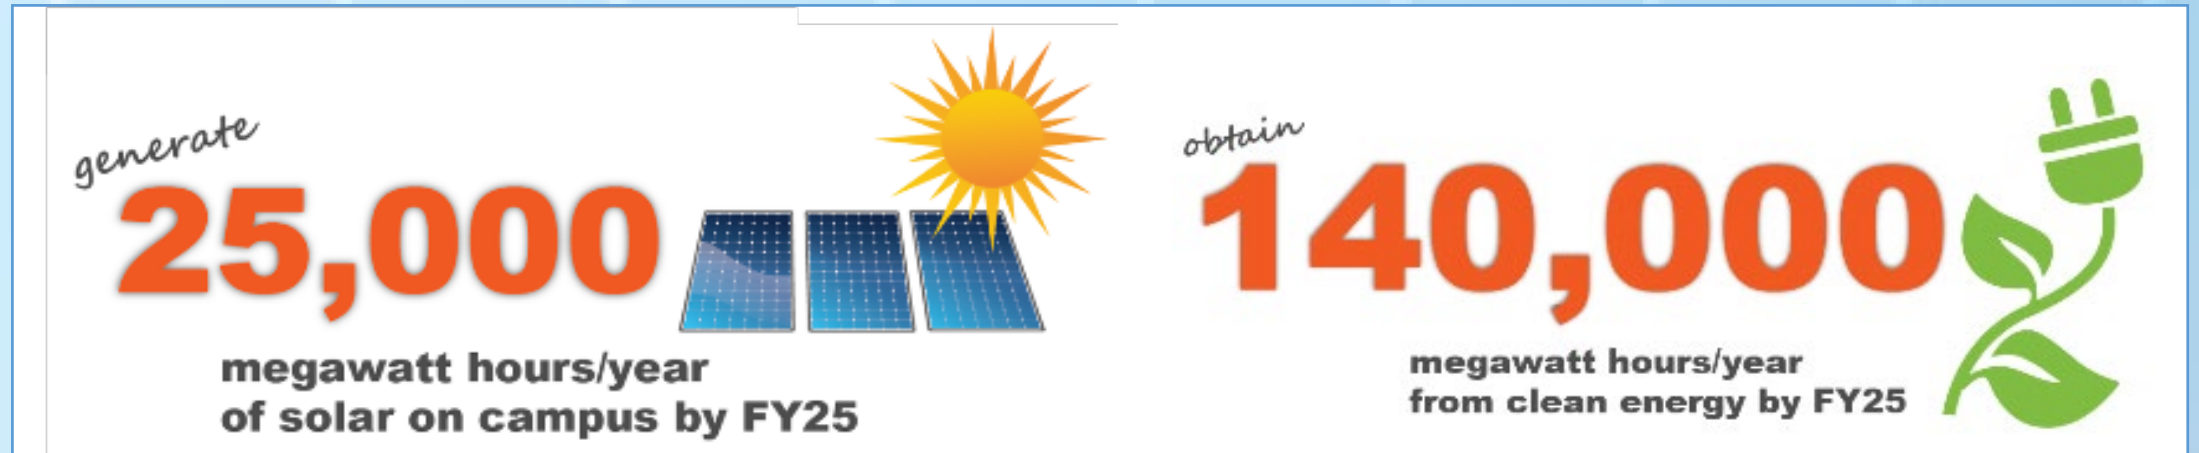 generate
25,000
megawatt hours/year
of solar on campus by FY25
obtain
140,000
megawatt hours/year
from clean energy by FY25